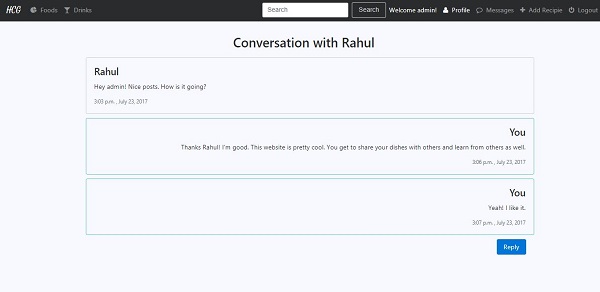 HCG Foods Drinks Search Search Welcome admin! Profile Messages Add Recipie Logout
Conversation with Rahul
Rahul
Hey admin! Nice posts. How is it going?
3:03 p.m. , July 23, 2017
You
Thanks Rahul! I'm good. This website is pretty cool. You get to share your dishes with others and learn from others as well.
3:06 p.m. , July 23, 2017
You
Yeah! I like it.
3:07 p.m. , July 23, 2017
Reply